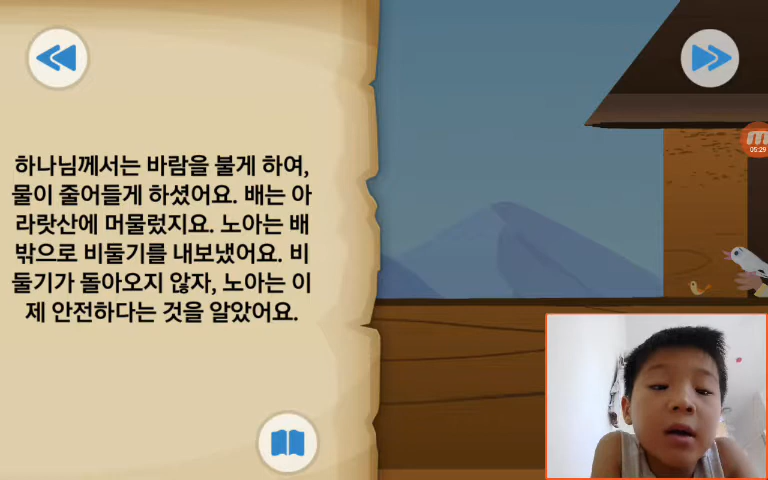 하나님께서는 바람을 불게 하여,
물이 줄어들게 하셨어요. 배는 아
라랏산에 머물렀지요. 노아는 배
밖으로 비둘기를 내보냈어요. 비
둘기가 돌아오지 않자, 노아는 이
제 안전하다는 것을 알았어요.
05:29